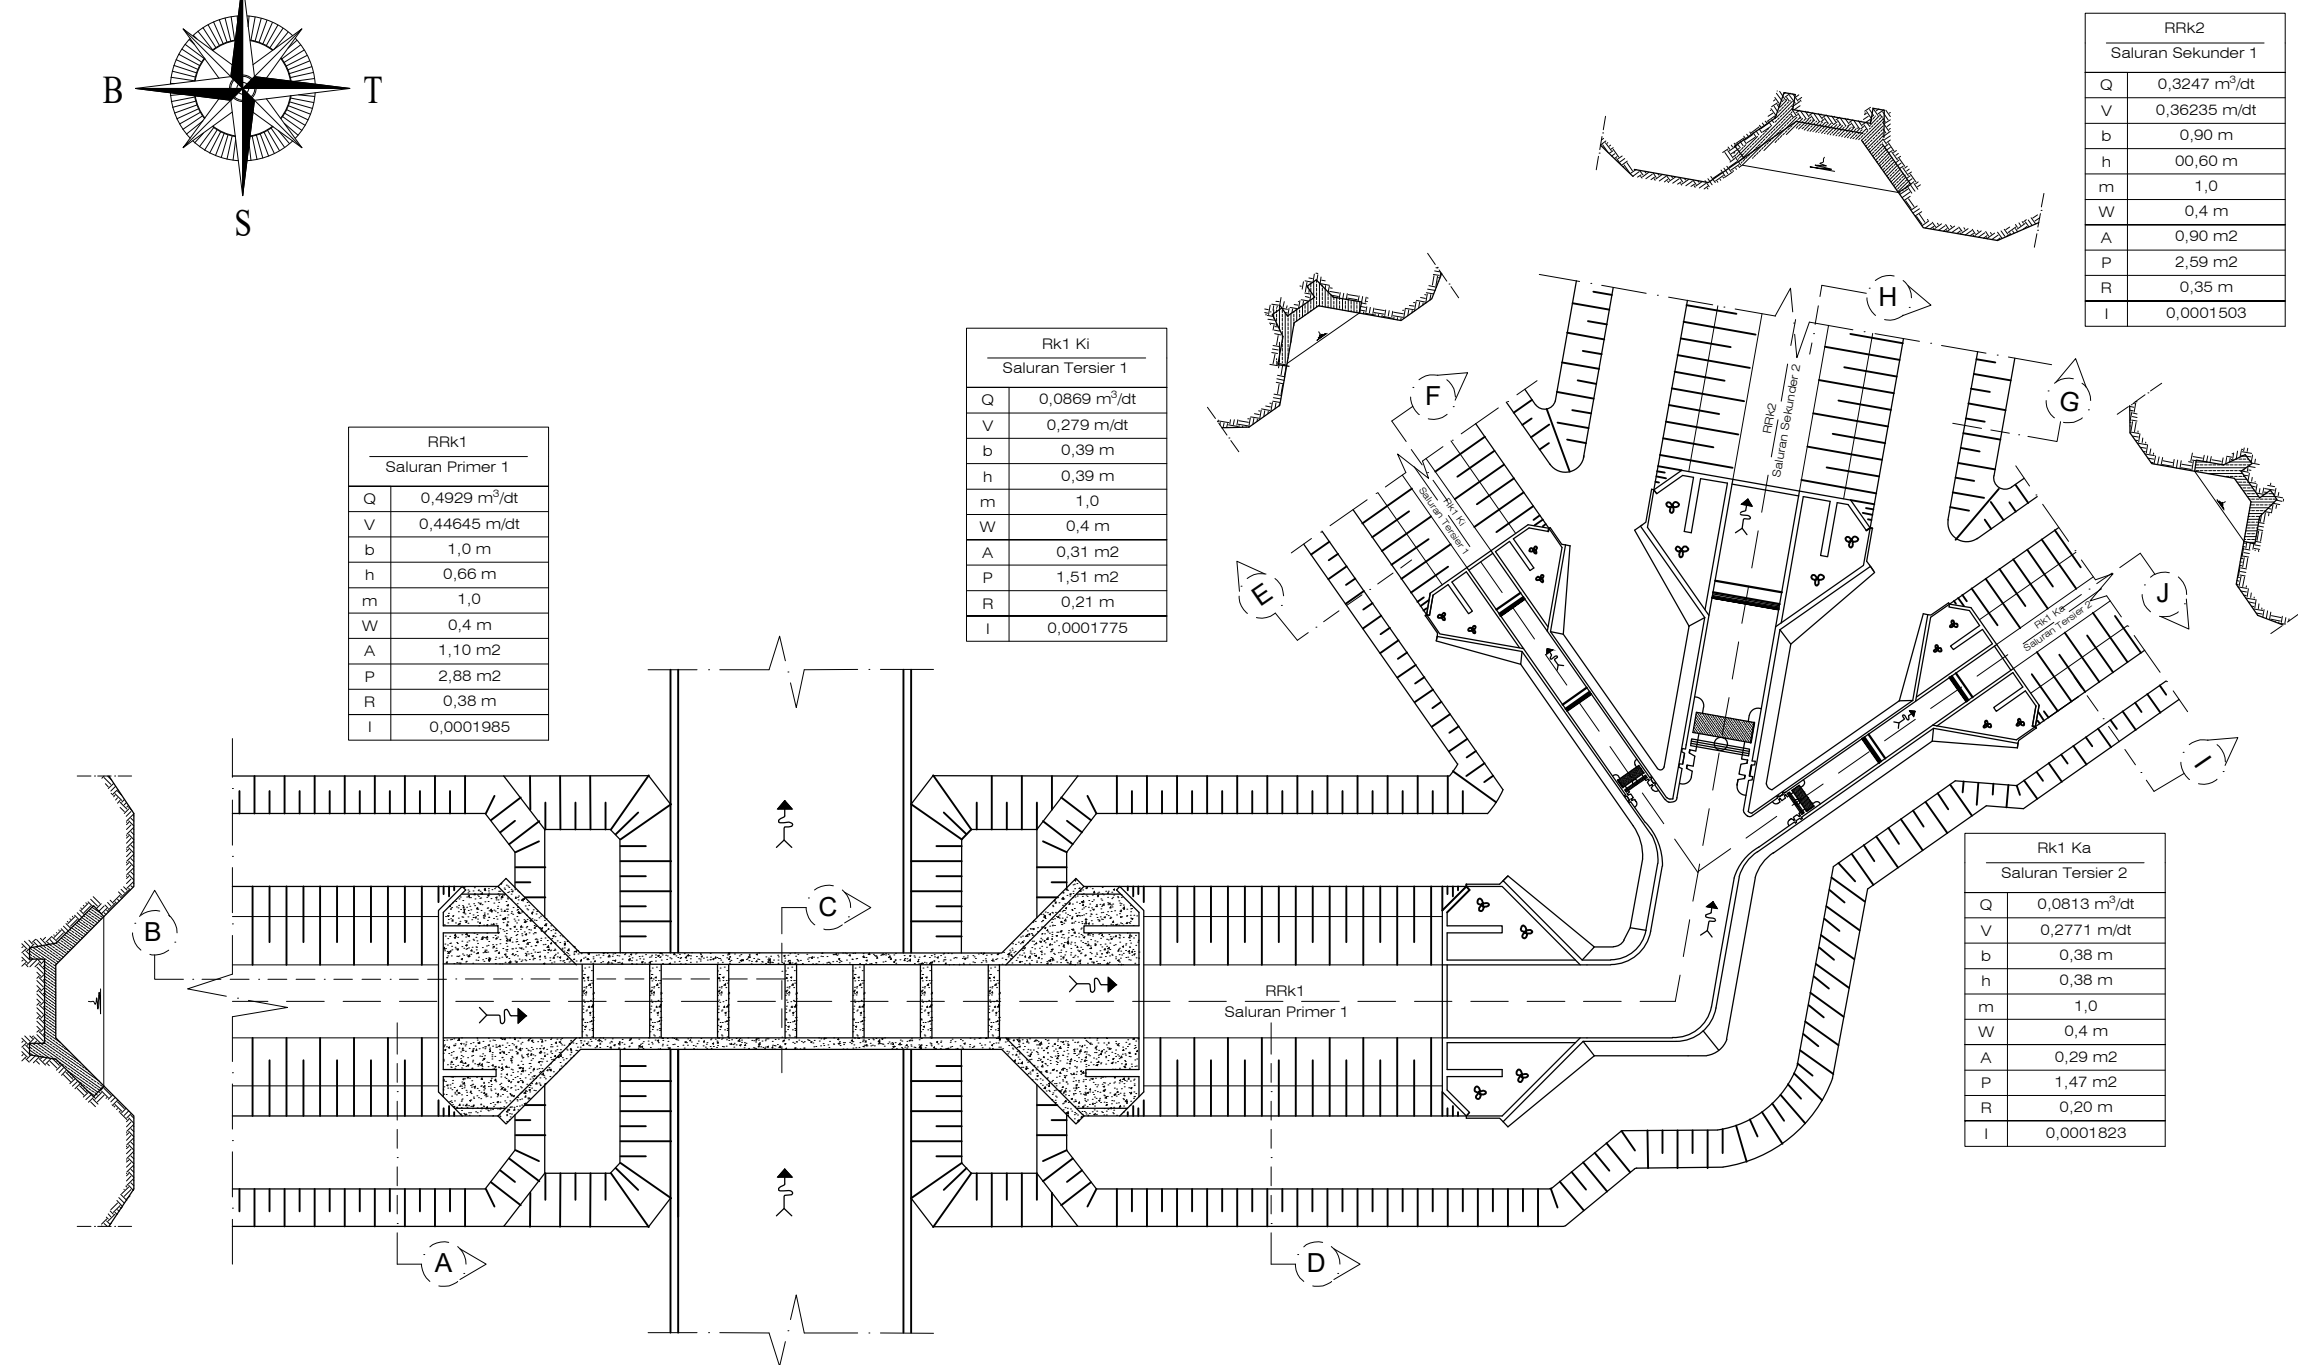 B
T
S
RRk2
Saluran Sekunder 1
Q 0,3247 m³/dt
V 0,36235 m/dt
b 0,90 m
h 00,60 m
m 1,0
W 0,4 m
A 0,90 m2
P 2,59 m2
R 0,35 m
I 0,0001503
Rk1 Ki
Saluran Tersier 1
Q 0,0869 m³/dt
V 0,279 m/dt
b 0,39 m
h 0,39 m
m 1,0
W 0,4 m
A 0,31 m2
P 1,51 m2
R 0,21 m
I 0,0001775
RRk1
Saluran Primer 1
Q 0,4929 m³/dt
V 0,44645 m/dt
b 1,0 m
h 0,66 m
m 1,0
W 0,4 m
A 1,10 m2
P 2,88 m2
R 0,38 m
I 0,0001985
H
F
G
E
J
I
RRK2
Saluran Sekunder 2
Rk1 Ki
Saluran Tersier 1
Rk1 Ka
Saluran Tersier 2
Rk1 Ka
Saluran Tersier 2
Q 0,0813 m³/dt
V 0,2771 m/dt
b 0,38 m
h 0,38 m
m 1,0
W 0,4 m
A 0,29 m2
P 1,47 m2
R 0,20 m
I 0,0001823
B
C
RRk1
Saluran Primer 1
A
D